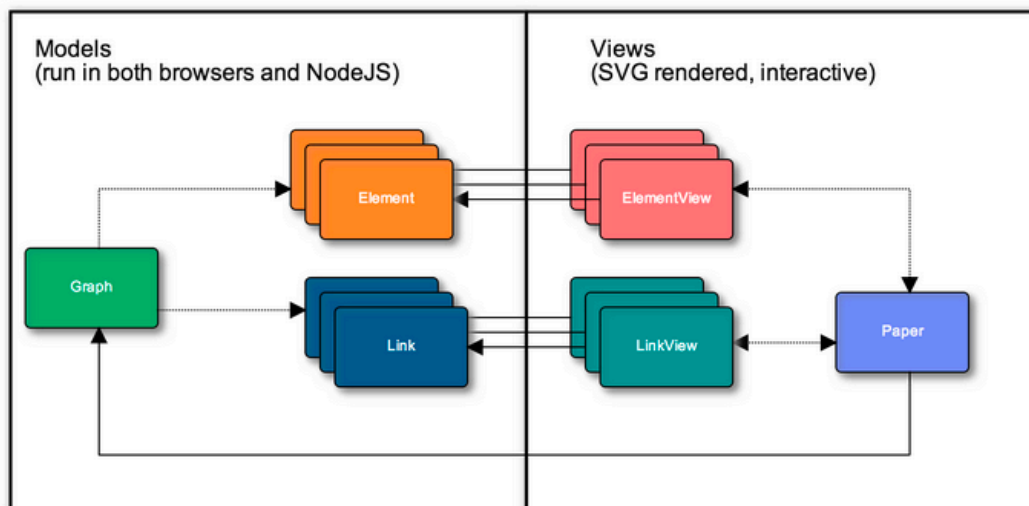 Models
(run in both browsers and NodeJS)
Views
(SVG rendered, interactive)
Element
ElementView
Graph
Link
LinkView
Paper